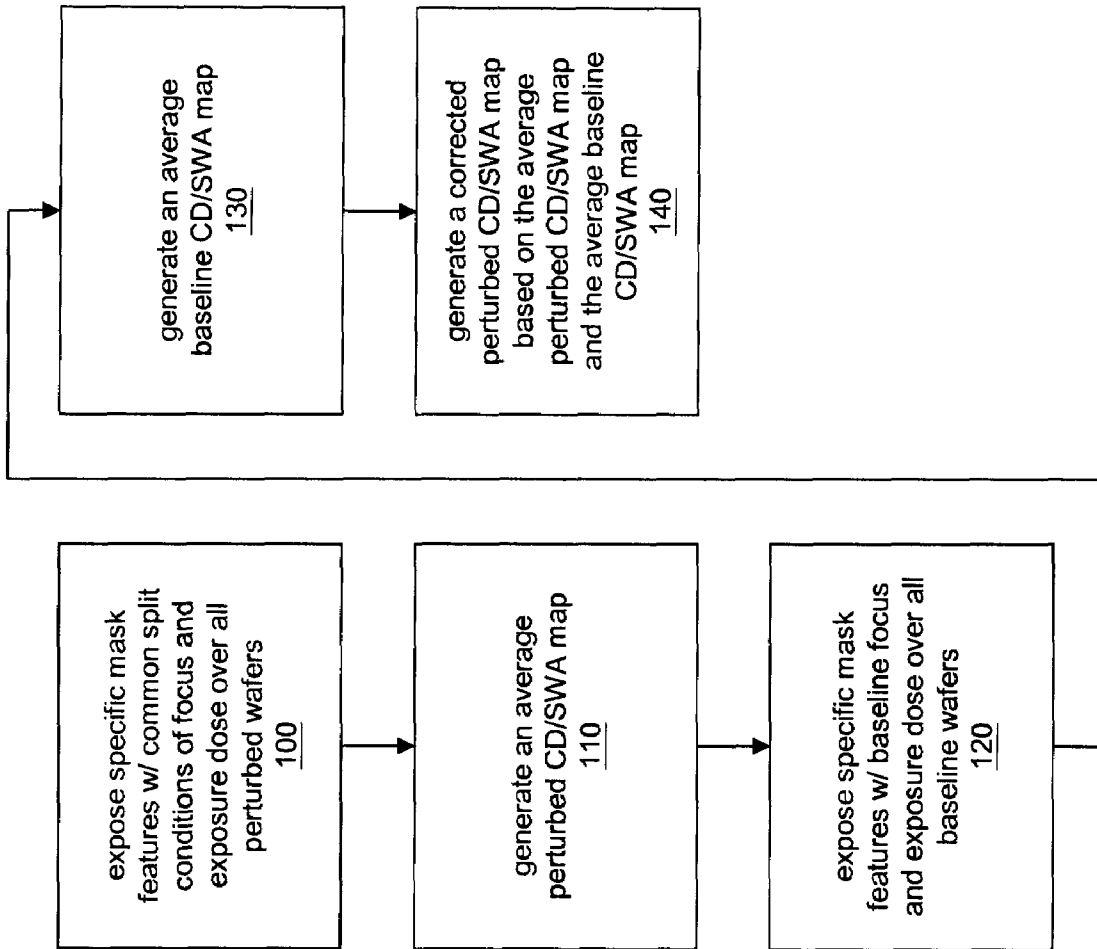 expose specific mask
features w/ common split
conditions of focus and
exposure dose over all
perturbed wafers
100
generate an average
perturbed CD/SWA map
110
expose specific mask
features w/ baseline focus
and exposure dose over all
baseline wafers
120
generate an average
baseline CD/SWA map
130
generate a corrected
perturbed CD/SWA map
based on the average
perturbed CD/SWA map
and the average baseline
CD/SWA map
140